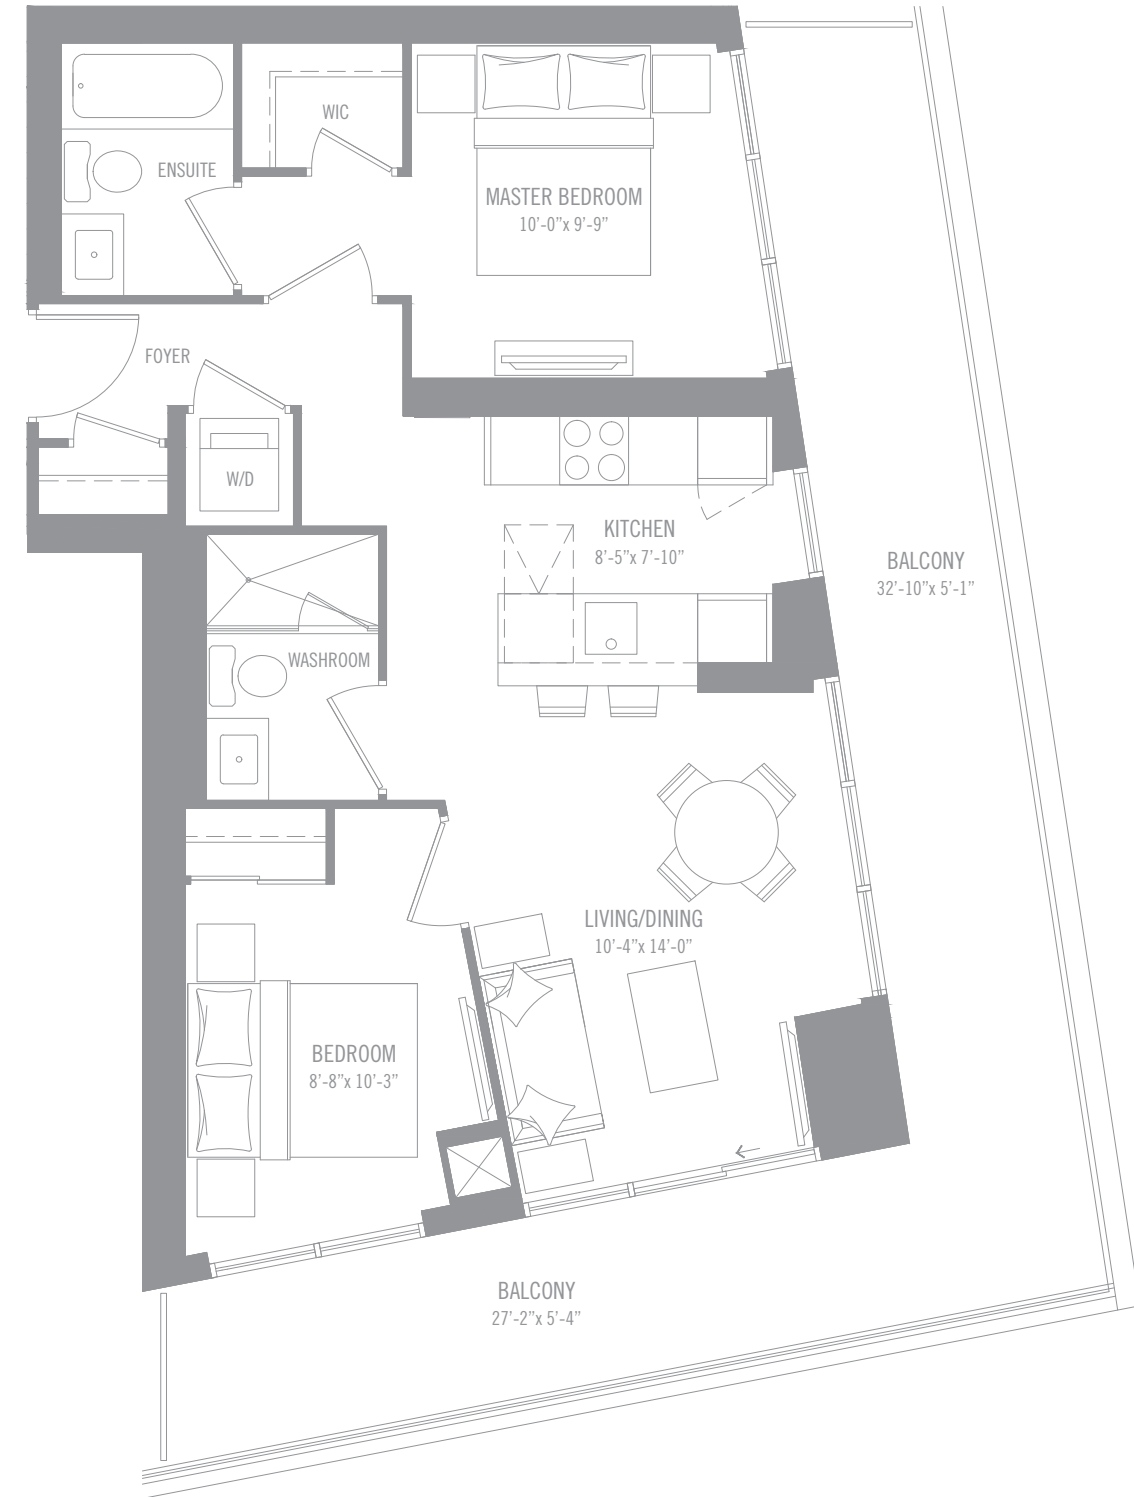 WIC
ENSUITE
MASTER BEDROOM
10’-0”x 9’-9”
FOYER
W/D
KITCHEN
8’-5”x 7’-10”
BALCONY
32’-10”x 5’-1”
WASHROOM
LIVING/DINING
10’-4”x 14’-0”
BEDROOM
8’-8”x 10’-3”
BALCONY
27’-2”x 5’-4”